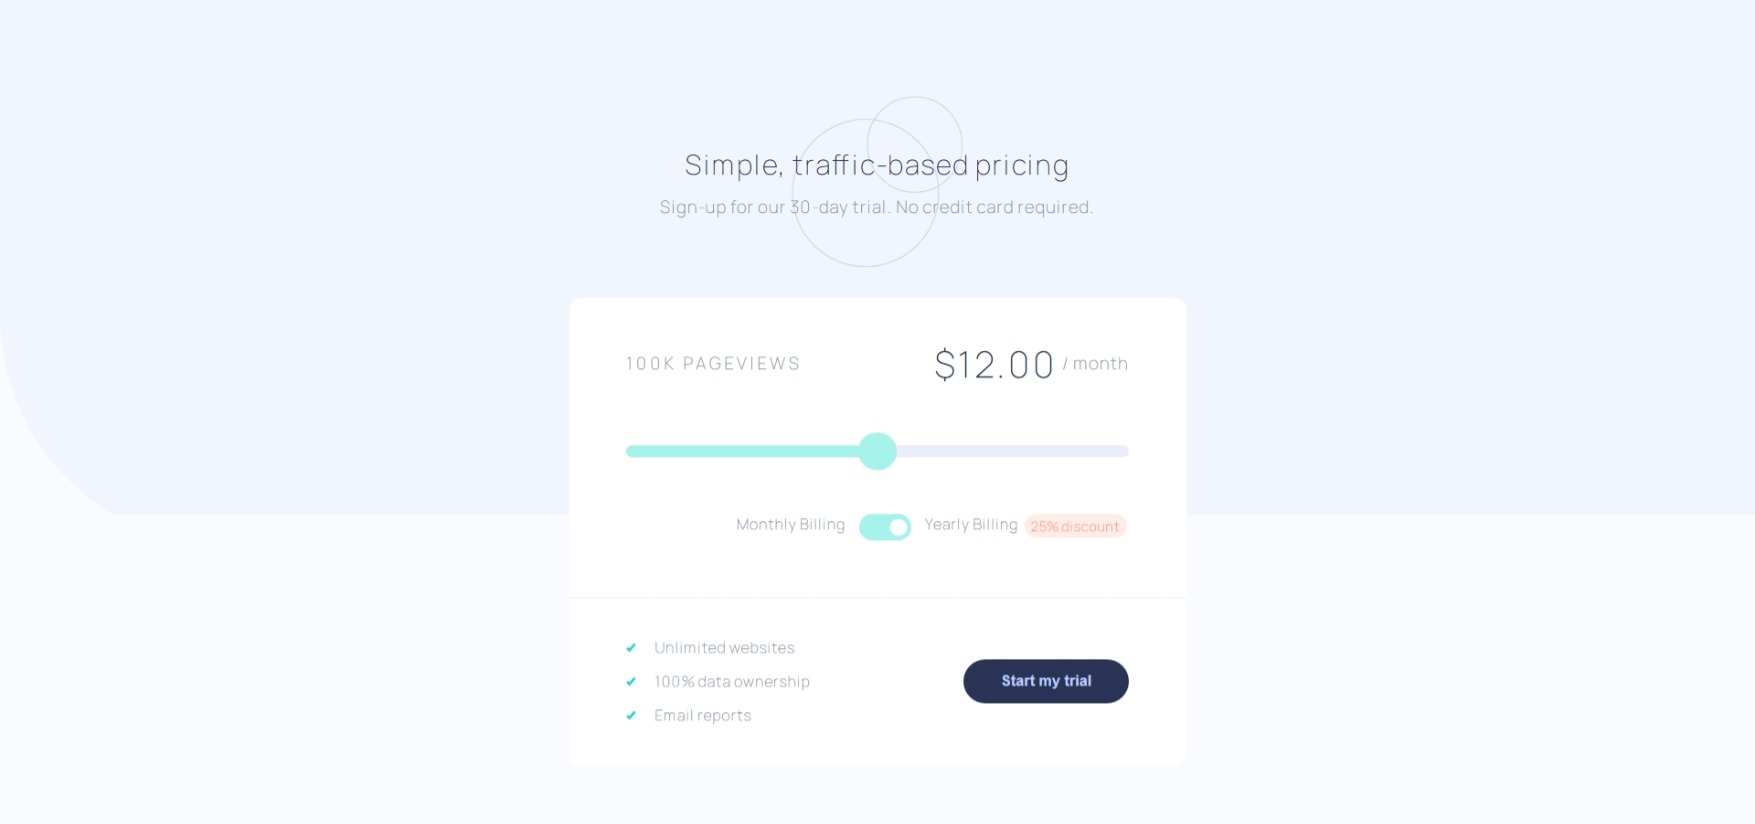 Simple, traffic-based pricing
Sign-up for our 30-day trial. No credit card required.
100K PAGEVIEWS
$12.00 / month
Monthly Billing
Yearly Billing 25% discount
Unlimited websites
100% data ownership
Email reports
Start my trial